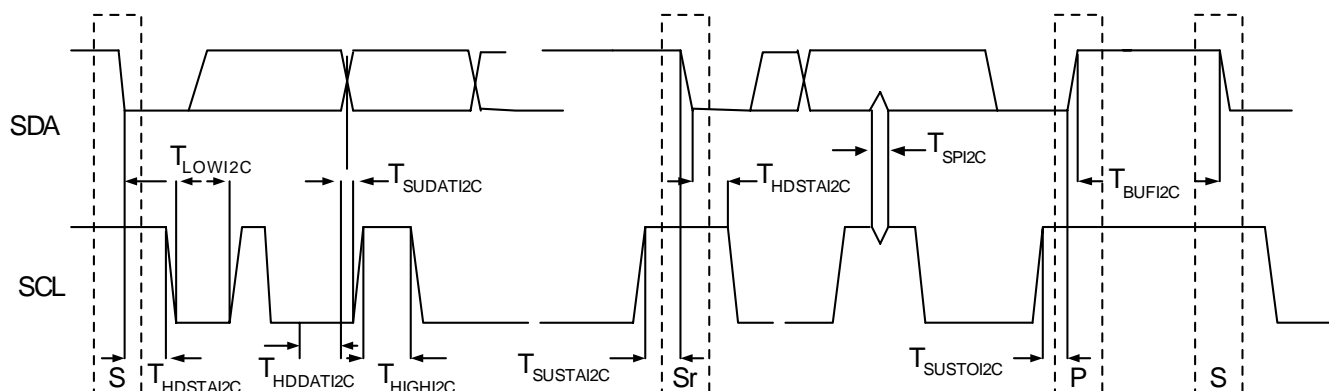 SDA
T_LOWI2C
T_SUDATI2C
T_SPI2C
T_HDSTAI2C
T_BUFI2C
SCL
S
T_HDSTAI2C
T_HDDATI2C
T_HIGHI2C
T_SUSTAI2C
Sr
T_SUSTOI2C
P
S